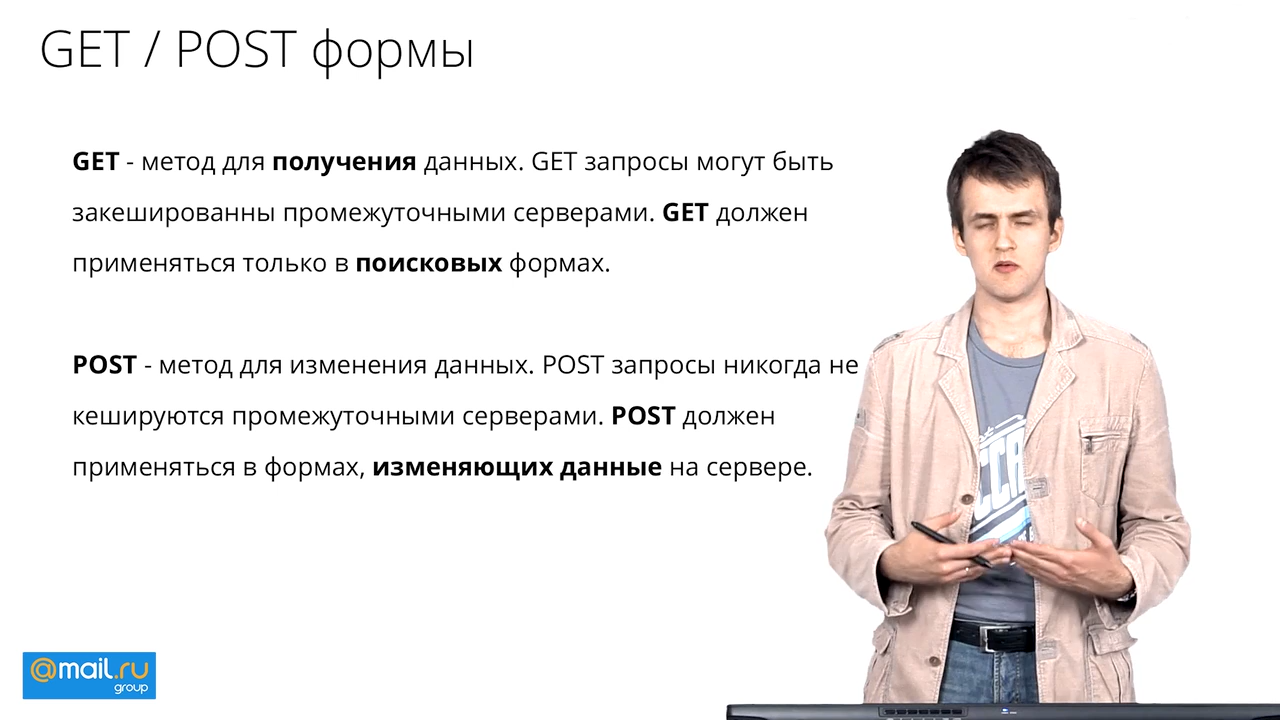 GET / POST формы
GET - метод для получения данных. GET запросы могут быть
закешированны промежуточными серверами. GET должен
применяться только в поисковых формах.
POST - метод для изменения данных. POST запросы никогда не
кешируются промежуточными серверами. POST должен
применяться в формах, изменяющих данные на сервере.
@mail.ru
group